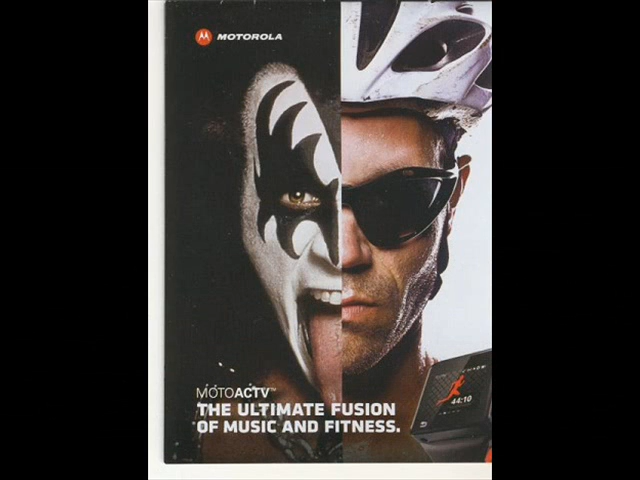 MOTOROLA
MOTOACTV™
THE ULTIMATE FUSION
OF MUSIC AND FITNESS.
44:10